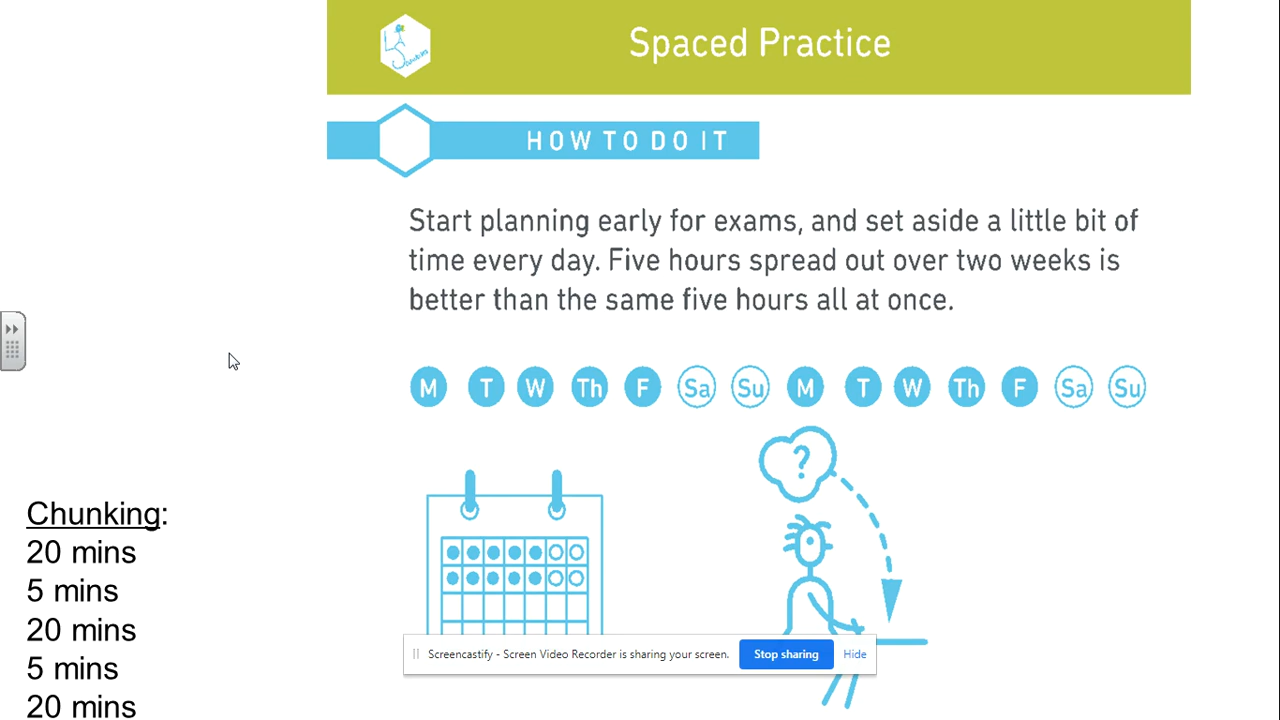 Spaced Practice
HOW TO DO IT
Start planning early for exams, and set aside a little bit of
time every day. Five hours spread out over two weeks is
better than the same five hours all at once.
M T W Th F Sa Su M T W Th F Sa Su
?
Chunking:
20 mins
5 mins
20 mins
5 mins
20 mins
Screencastify - Screen Video Recorder is sharing your screen. Stop sharing Hide